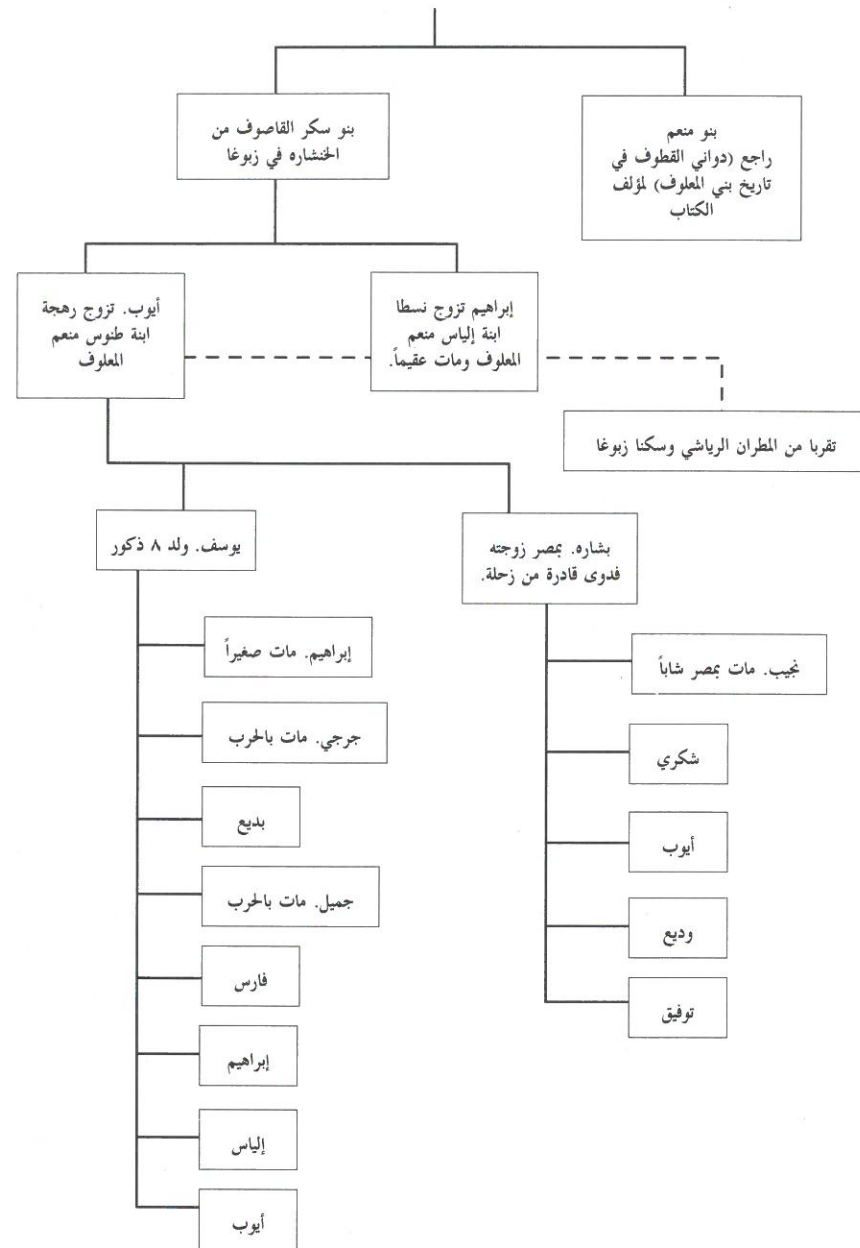 بنو منعم
راجع (دواني القطوف في
تاريخ بني المعلوف) لمؤلف
الكتاب
بنو سكر القاصوف من
الخنشاره في زبوغا
إبراهيم تزوج نسطا
ابنة إلياس منعم
المعلوف ومات عقيماً.
أيوب. تزوج رهجة
ابنة طنوس منعم
المعلوف
تقربا من المطران الرياشي وسكنا زبوغا
بشاره. بمصر زوجته
فدوى قادرة من زحلة.
نجيب. مات بمصر شاباً
شكري
أيوب
وديع
توفيق
يوسف. ولد ٨ ذكور
إبراهيم. مات صغيراً
جرجي. مات بالحرب
بديع
جميل. مات بالحرب
فارس
إبراهيم
إلياس
أيوب